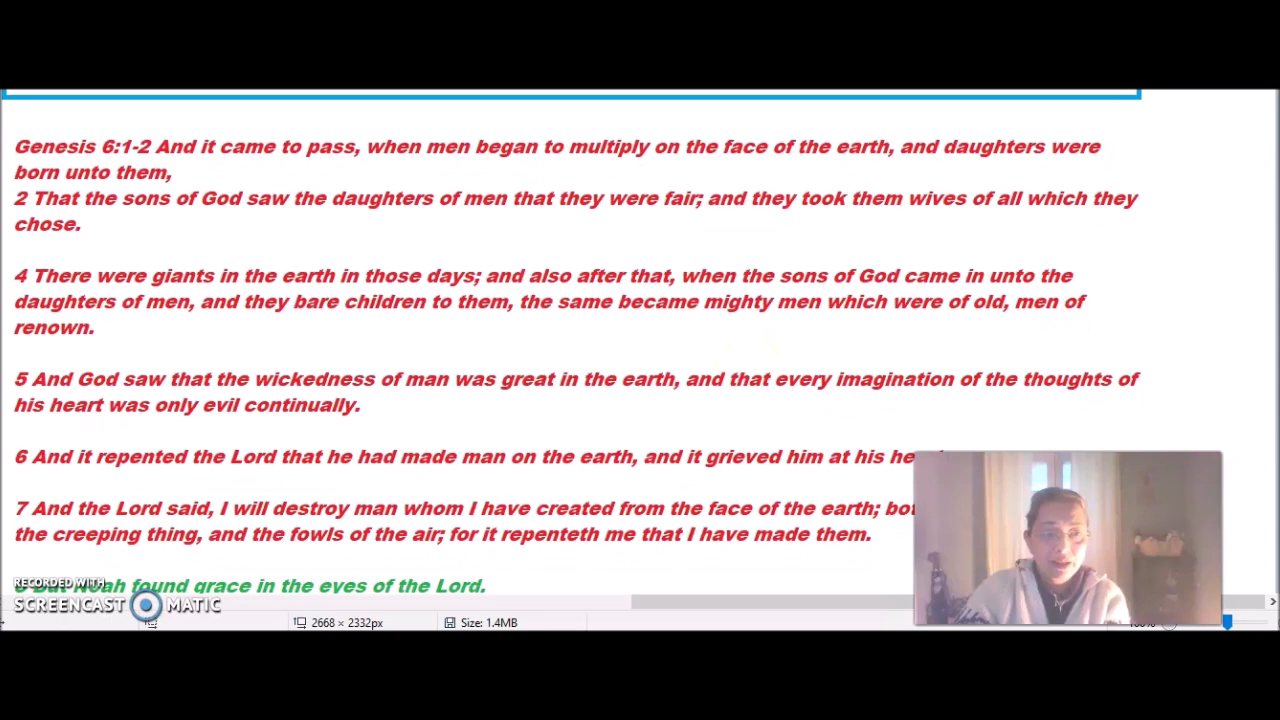 Genesis 6:1-2 And it came to pass, when men began to multiply on the face of the earth, and daughters were
born unto them,
2 That the sons of God saw the daughters of men that they were fair; and they took them wives of all which they
chose.
4 There were giants in the earth in those days; and also after that, when the sons of God came in unto the
daughters of men, and they bare children to them, the same became mighty men which were of old, men of
renown.
5 And God saw that the wickedness of man was great in the earth, and that every imagination of the thoughts of
his heart was only evil continually.
6 And it repented the Lord that he had made man on the earth, and it grieved him at his
7 And the Lord said, I will destroy man whom I have created from the face of the earth;
the creeping thing, and the fowls of the air; for it repenteth me that I have made them.
Noah found grace in the eyes of the Lord.
RECORDED WITH
SCREENCAST MATIC
2668 × 2332px
Size: 1.4MB